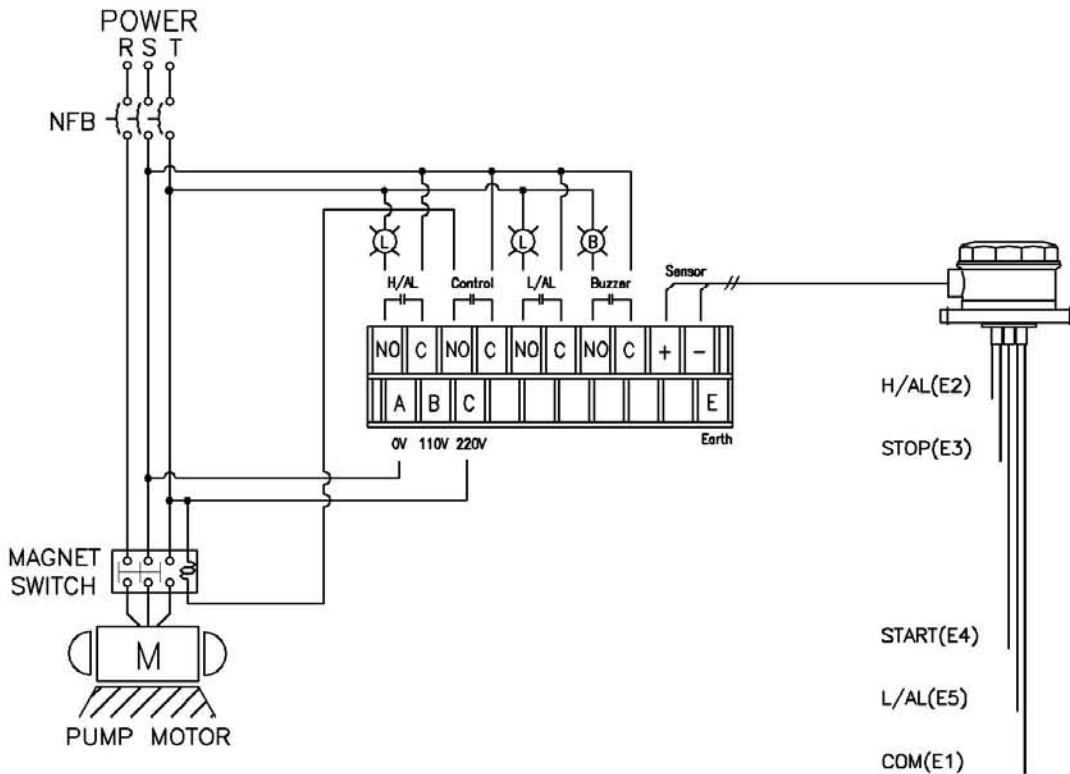 POWER
R S T
NFB
L
L
B
H/AL
Control
L/AL
Buzzer
Sensor
NO C NO C NO C NO C + -
A B C E
0V 110V 220V
Earth
H/AL(E2)
STOP(E3)
START(E4)
L/AL(E5)
COM(E1)
MAGNET
SWITCH
M
PUMP MOTOR